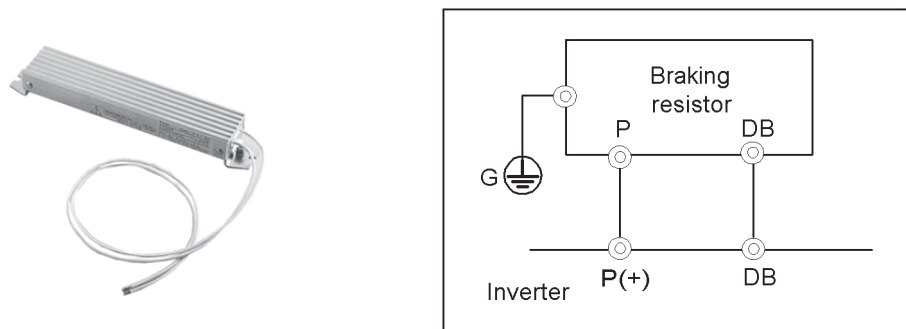 Braking
resistor
P
DB
G
P(+)
DB
Inverter